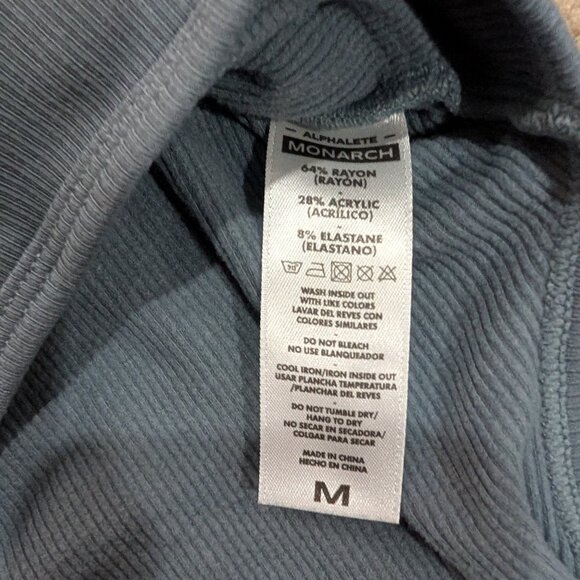 ALPHALETE
MONARCH
64% RAYON
(RAYÓN)
-
28% ACRYLIC
(ACRÍLICO)
-
8% ELASTANE
(ELASTANO)
WASH INSIDE OUT
WITH LIKE COLORS
LAVAR DEL REVES CON
COLORES SIMILARES
-
DO NOT BLEACH
NO USE BLANQUEADOR
-
COOL IRON/IRON INSIDE OUT
USAR PLANCHA TEMPERATURA
/PLANCHAR DEL REVES
-
DO NOT TUMBLE DRY/
HANG TO DRY
NO SECAR EN SECADORA/
COLGAR PARA SECAR
-
MADE IN CHINA
HECHO EN CHINA
M